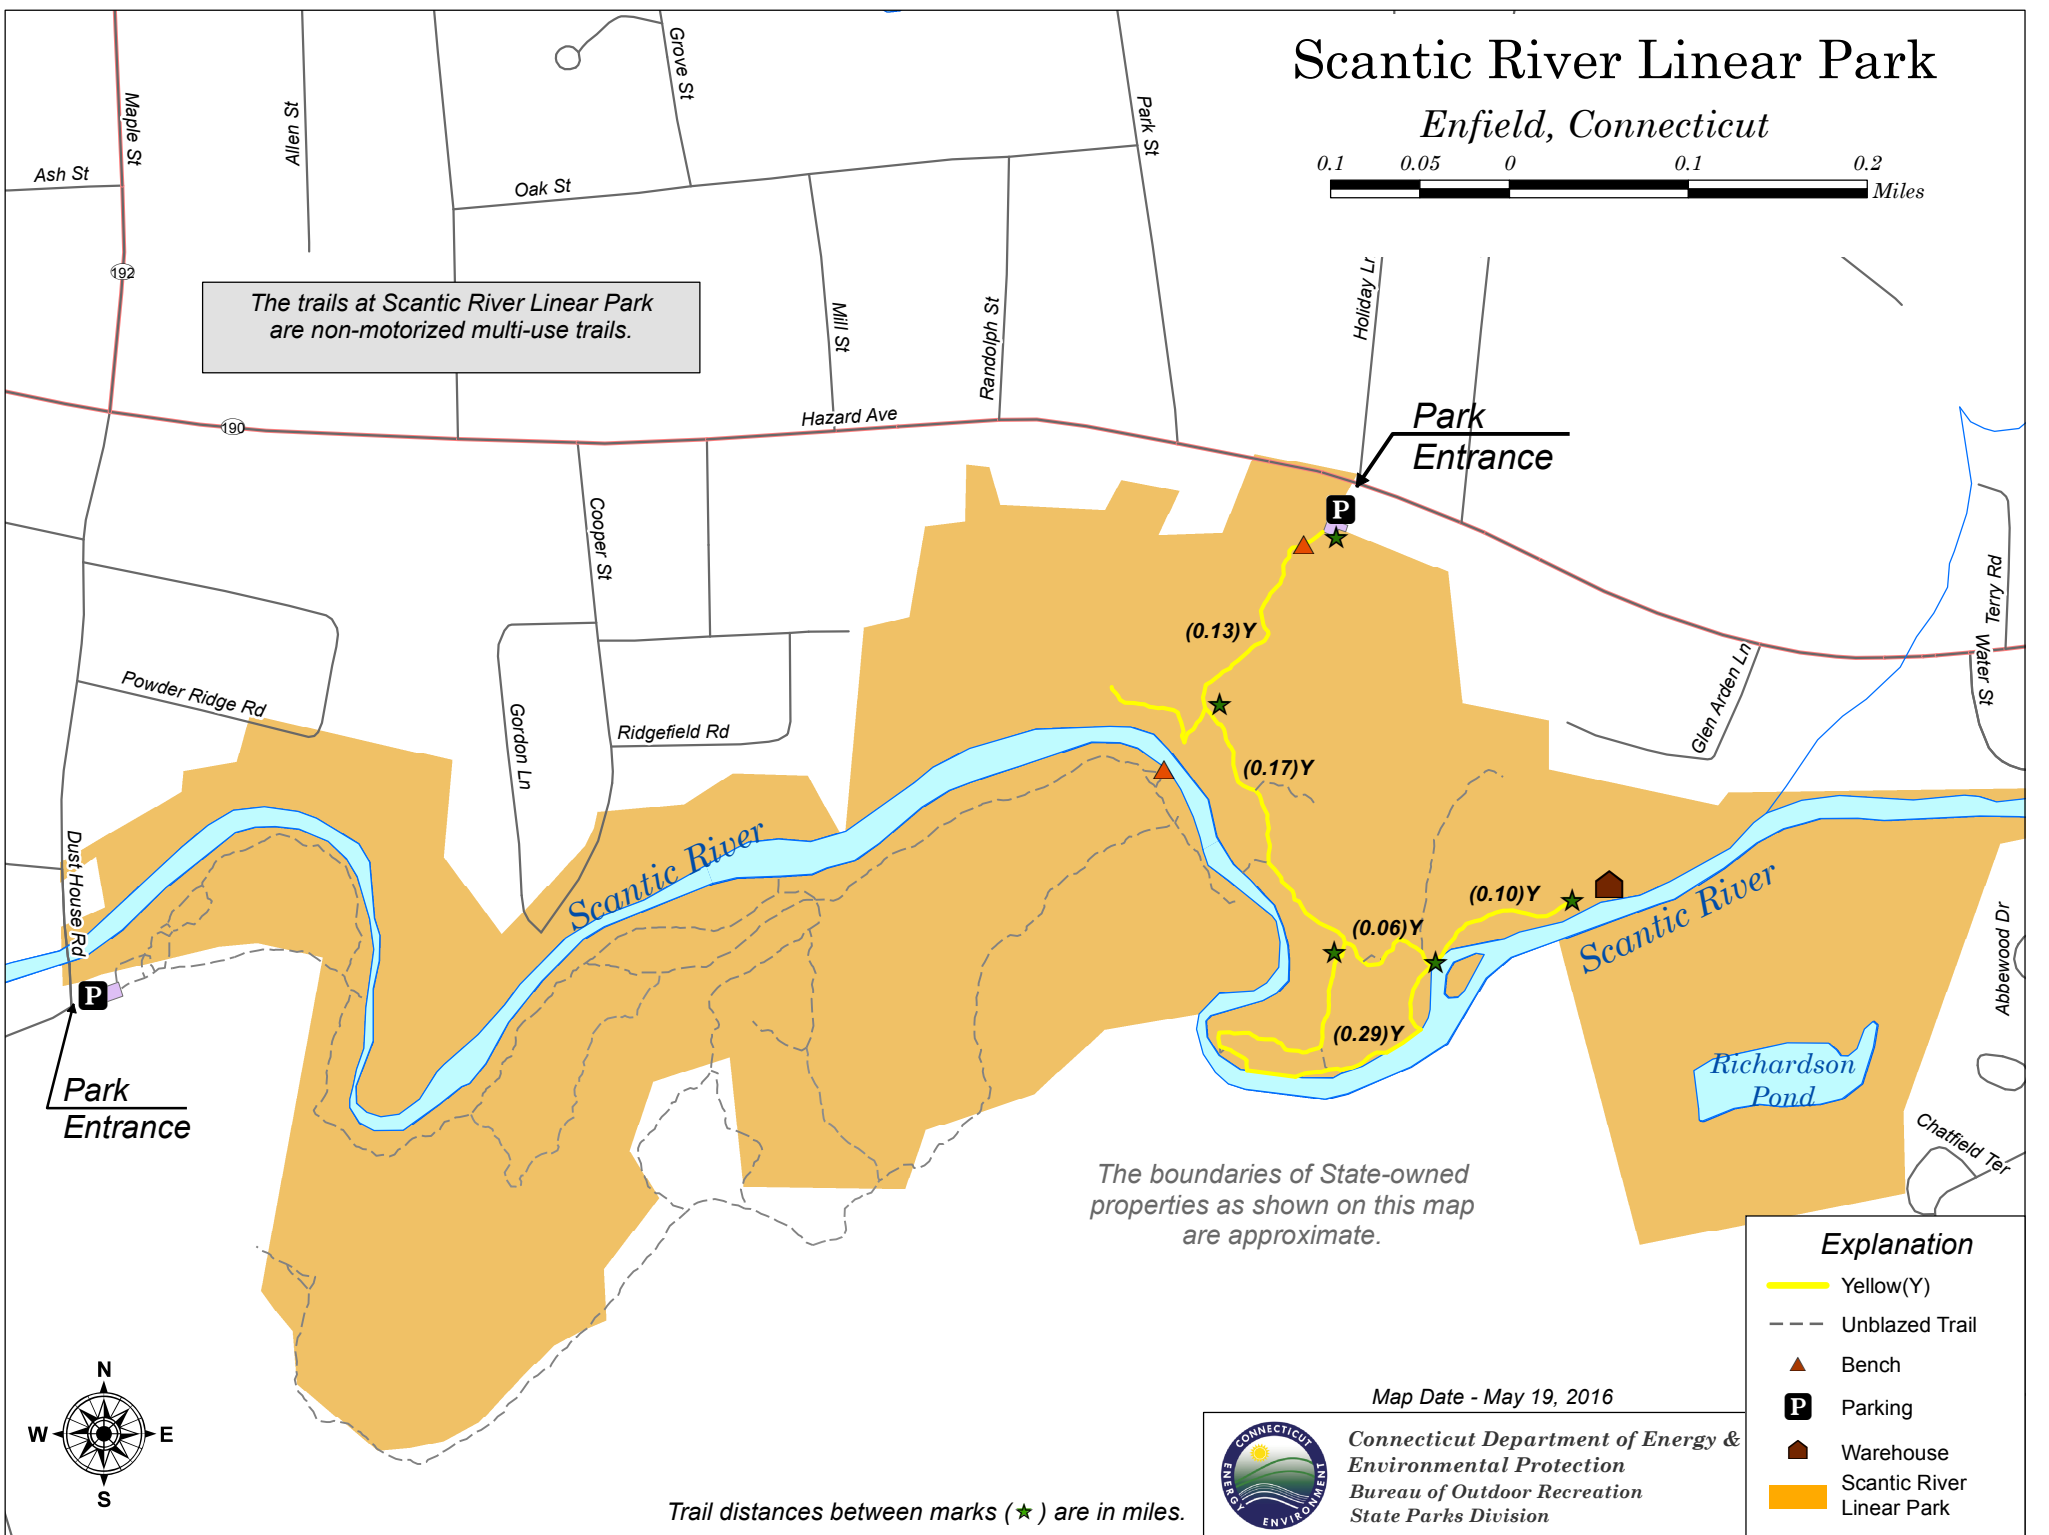 Scantic River Linear Park
Enfield, Connecticut
0.1 0.05 0 0.1 0.2
Miles
Maple St
Allen St
Grove St
Park St
Ash St
Oak St
192
The trails at Scantic River Linear Park
are non-motorized multi-use trails.
Mill St
Randolph St
Holiday Ln
190
Hazard Ave
Park
Entrance
P
Cooper St
Terry Rd
(0.13)Y
Water St
Glen Arden Ln
Powder Ridge Rd
Gordon Ln
Ridgefield Rd
(0.17)Y
Dust House Rd
Scantic River
(0.10)Y
(0.06)Y
Scantic River
Abbewood Dr
P
(0.29)Y
Richardson
Pond
Park
Entrance
Chatfield Ter
The boundaries of State-owned
properties as shown on this map
are approximate.
Explanation
Yellow(Y)
Unblazed Trail
Bench
P Parking
Warehouse
Scantic River
Linear Park
N
W E
S
Map Date - May 19, 2016
CONNECTICUT
ENERGY
ENVIRONMENT
Connecticut Department of Energy &
Environmental Protection
Bureau of Outdoor Recreation
State Parks Division
Trail distances between marks ( ) are in miles.